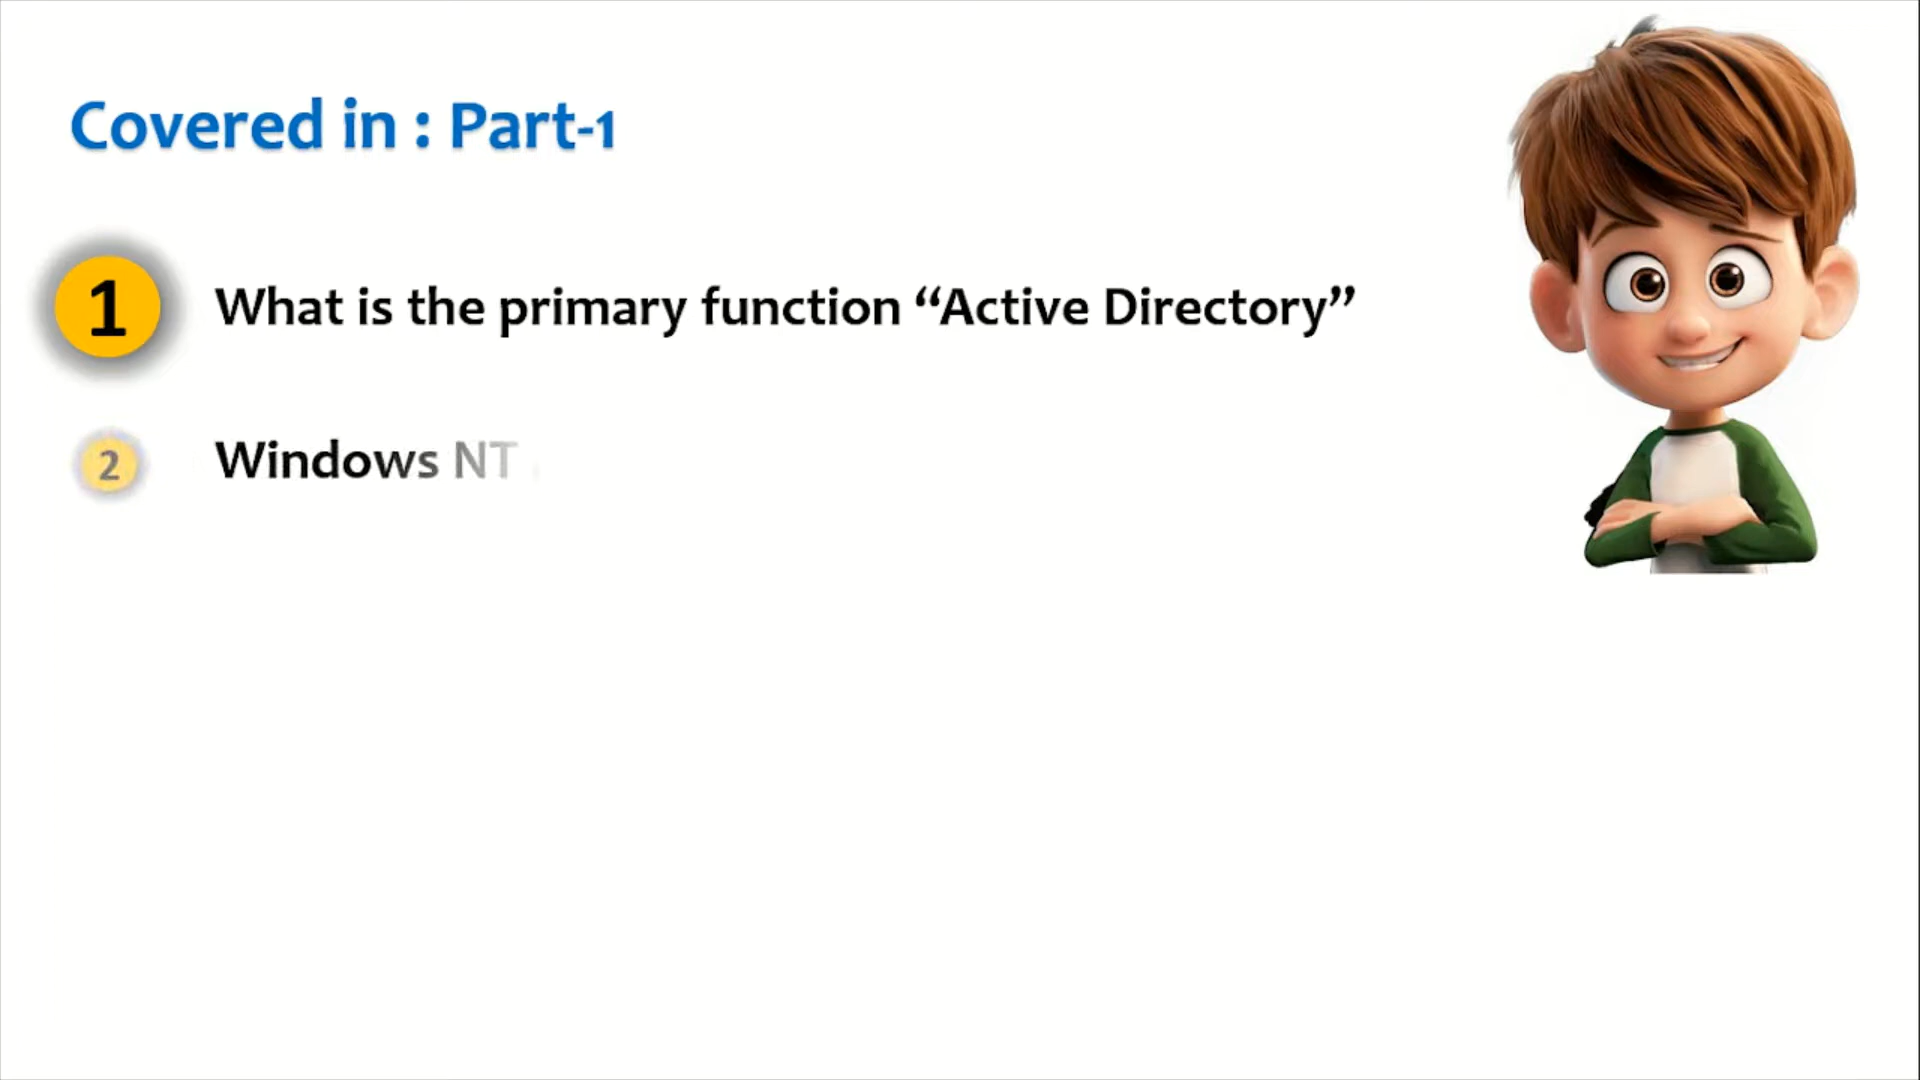 Covered in : Part-1
1 What is the primary function “Active Directory”
2 Windows NT